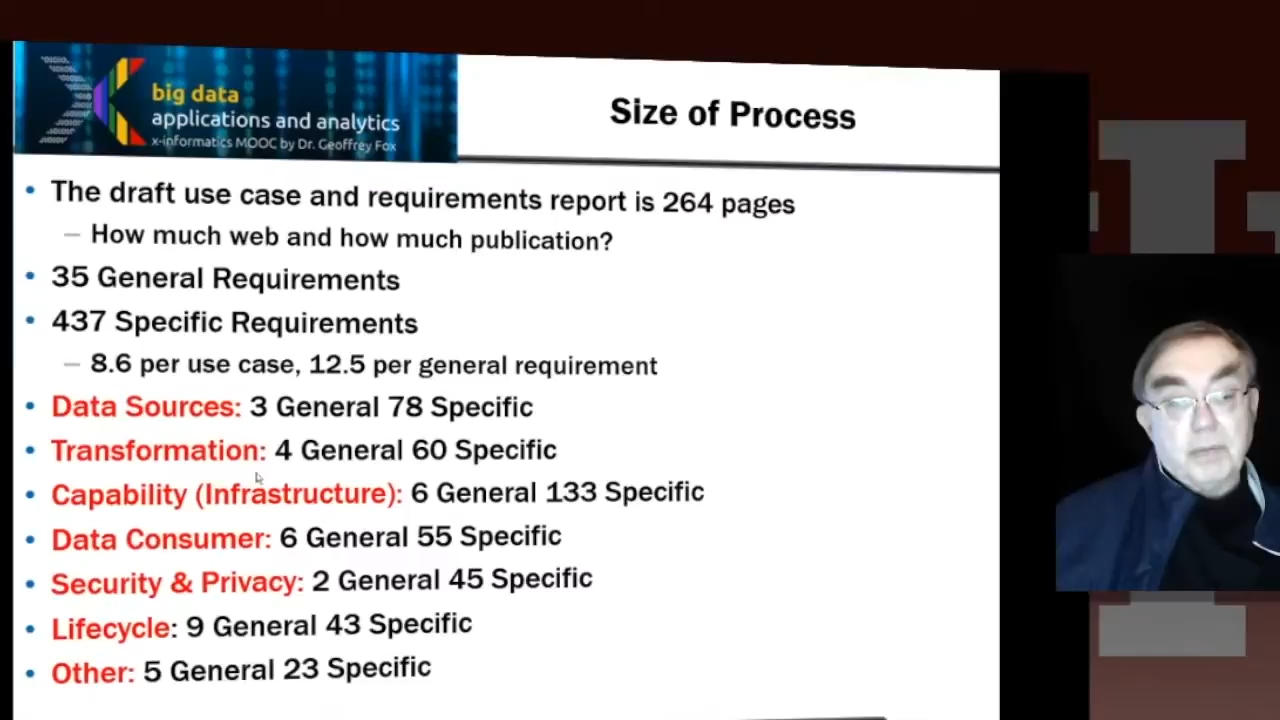 big data
applications and analytics
x-informatics MOOC by Dr. Geoffrey Fox
Size of Process
• The draft use case and requirements report is 264 pages
– How much web and how much publication?
• 35 General Requirements
• 437 Specific Requirements
– 8.6 per use case, 12.5 per general requirement
• Data Sources: 3 General 78 Specific
• Transformation: 4 General 60 Specific
• Capability (Infrastructure): 6 General 133 Specific
• Data Consumer: 6 General 55 Specific
• Security & Privacy: 2 General 45 Specific
• Lifecycle: 9 General 43 Specific
• Other: 5 General 23 Specific